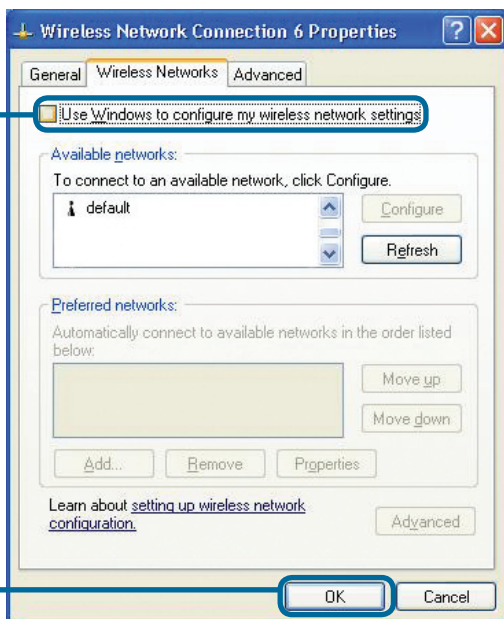 Wireless Network Connection 6 Properties
General Wireless Networks Advanced
Use Windows to configure my wireless network settings
Available networks:
To connect to an available network, click Configure.
default
Configure
Refresh
Preferred networks:
Automatically connect to available networks in the order listed
below:
Move up
Move down
Add... Remove Properties
Learn about setting up wireless network
configuration.
Advanced
OK Cancel